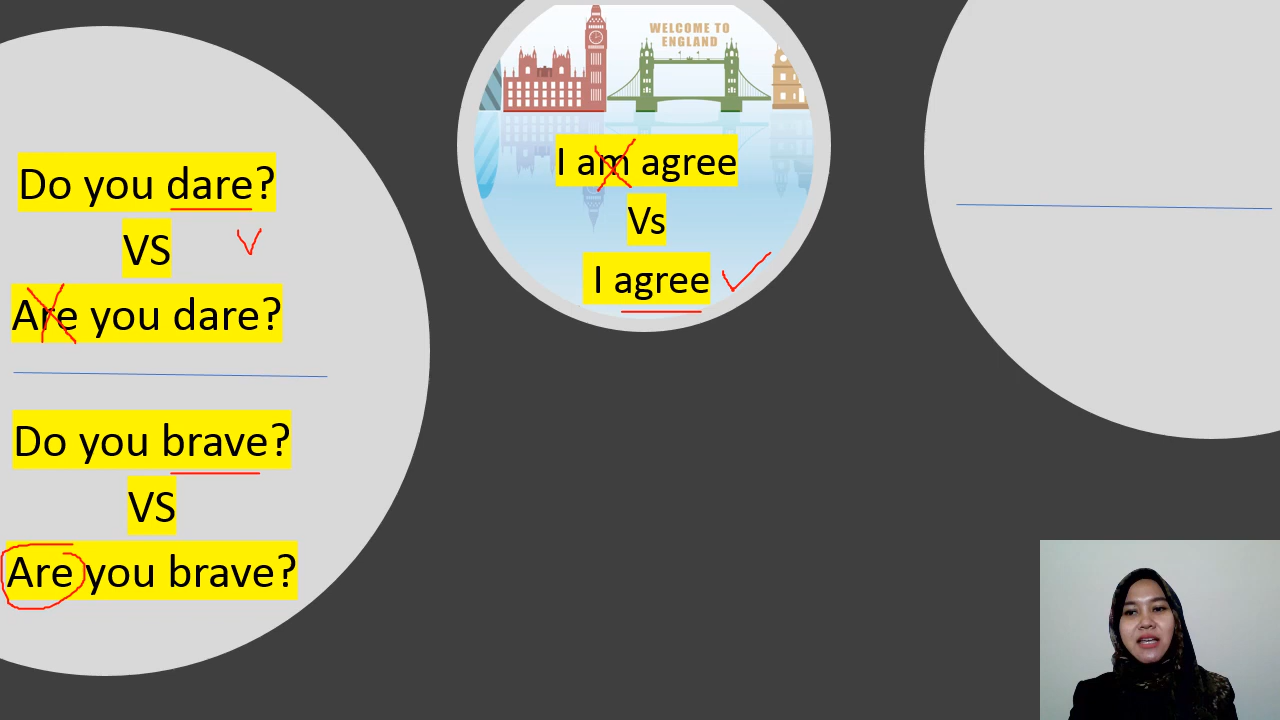 Do you dare?
VS
Are you dare?
Do you brave?
VS
Are you brave?
WELCOME TO
ENGLAND
I am agree
Vs
I agree